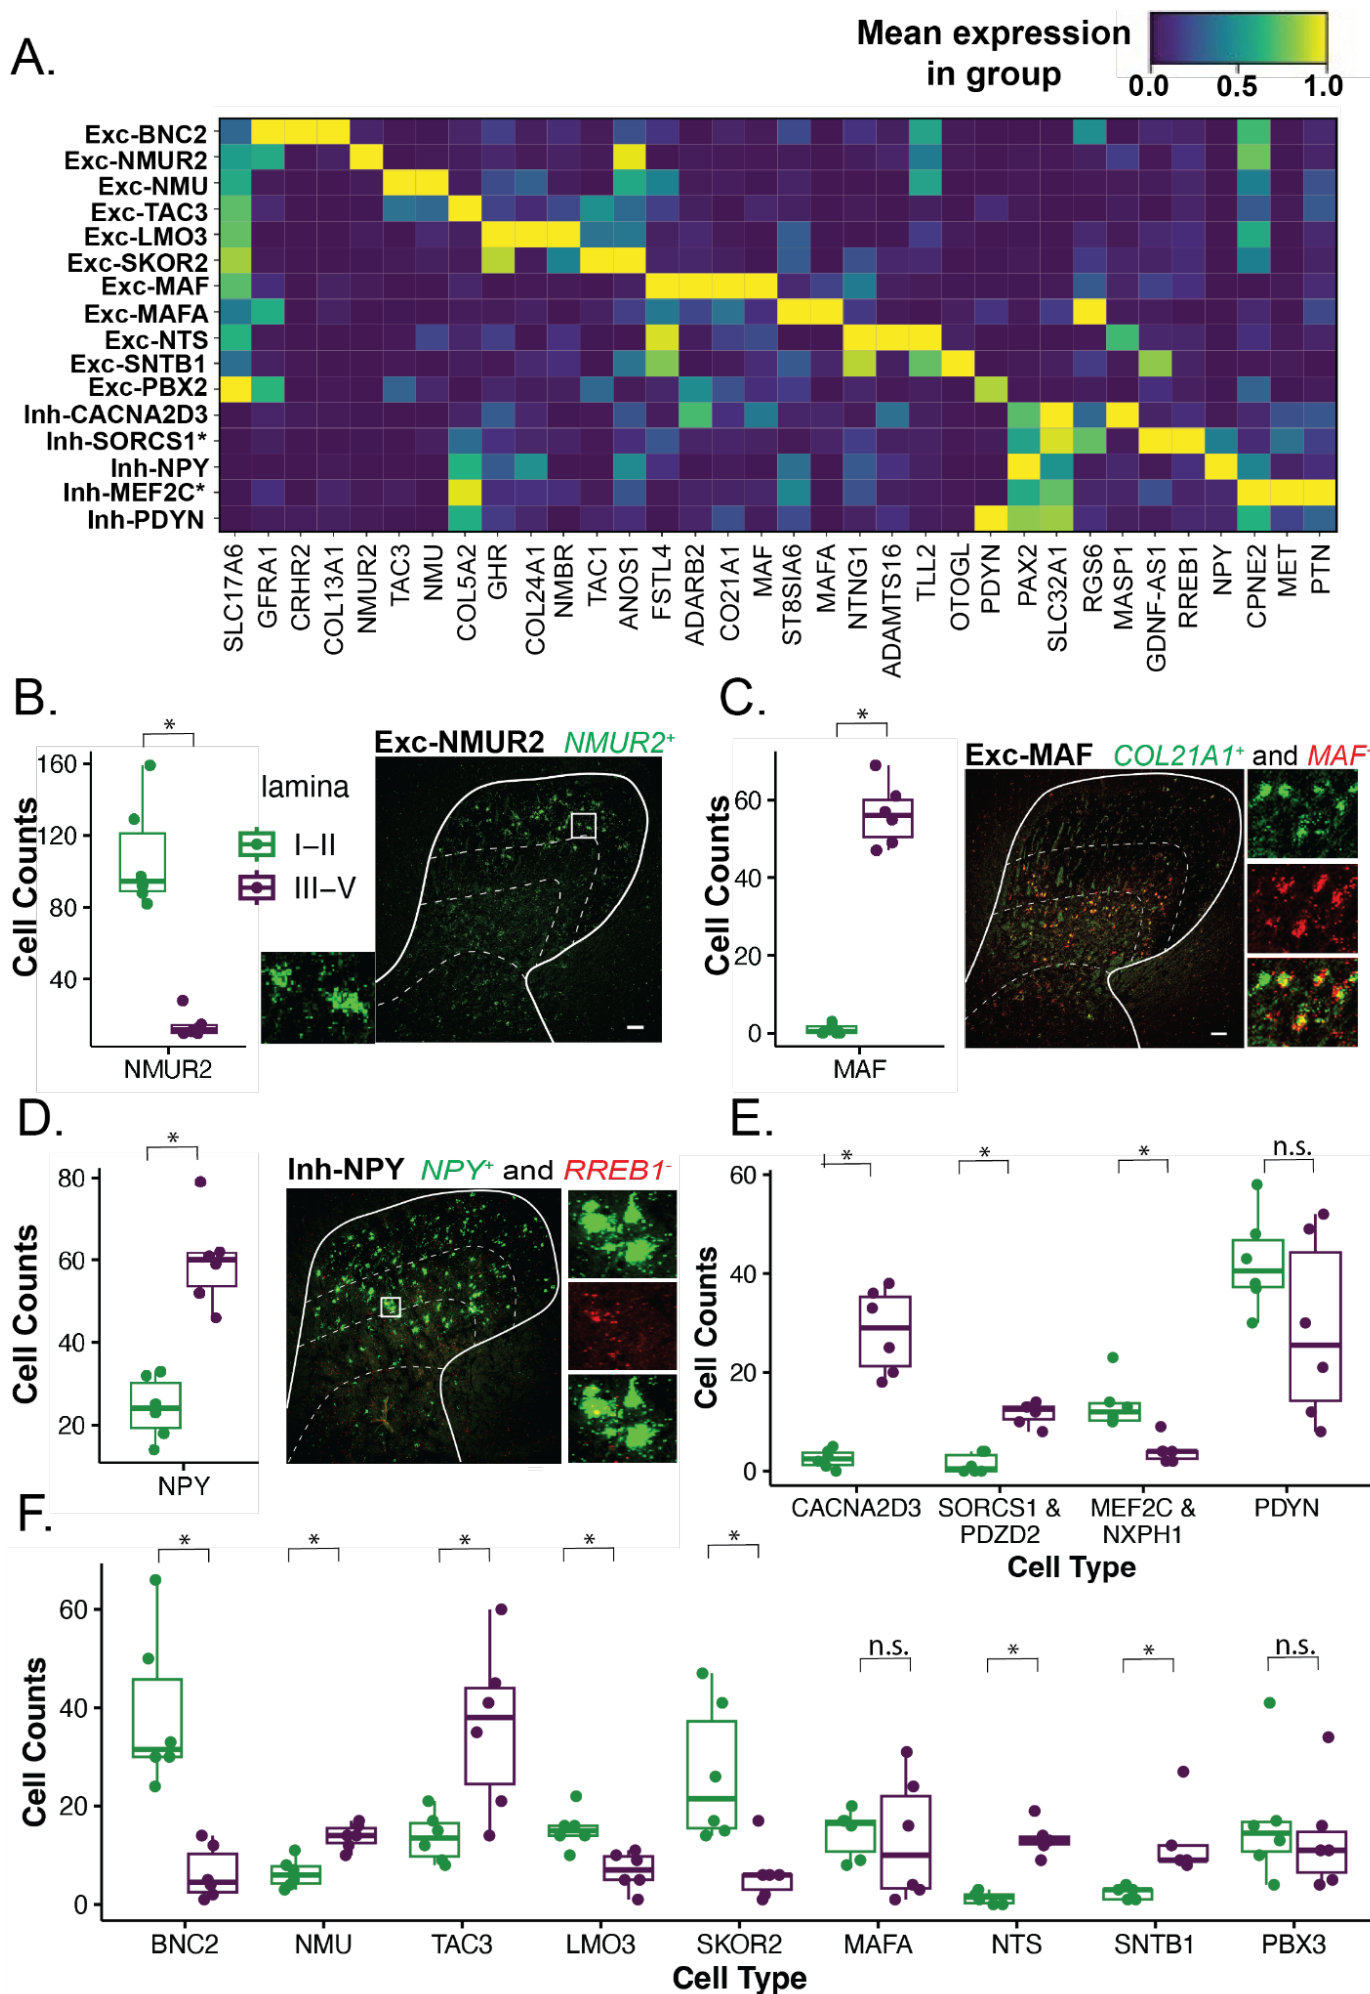 A.
Mean expression
in group
0.0 0.5 1.0
Exc-BNC2
Exc-NMUR2
Exc-NMU
Exc-TAC3
Exc-LMO3
Exc-SKOR2
Exc-MAF
Exc-MAFA
Exc-NTS
Exc-SNTB1
Exc-PBX2
Inh-CACNA2D3
Inh-SORCS1*
Inh-NPY
Inh-MEF2C*
Inh-PDYN
SLC17A6
GFRA1
CRHR2
COL13A1
NMUR2
TAC3
NMU
COL5A2
GHR
COL24A1
NMBR
TAC1
ANOS1
FSTL4
ADARB2
CO21A1
MAF
ST8SIA6
MAFA
NTNG1
ADAMTS16
TLL2
OTOGL
PDYN
PAX2
SLC32A1
RGS6
MASP1
GDNF-AS1
RREB1
NPY
CPNE2
MET
PTN
B.
*
Cell Counts
160
120
80
40
NMUR2
lamina
I–II
III–V
Exc-NMUR2 NMUR2+
C.
*
Cell Counts
60
40
20
0
MAF
Exc-MAF COL21A1+ and MAF+
D.
*
Cell Counts
80
60
40
20
NPY
Inh-NPY NPY+ and RREB1-
E.
* * * n.s.
Cell Counts
60
40
20
0
CACNA2D3
SORCS1 &
PDZD2
MEF2C &
NXPH1
PDYN
Cell Type
F.
* * * * * n.s. * * n.s.
Cell Counts
60
40
20
0
BNC2 NMU TAC3 LMO3 SKOR2 MAFA NTS SNTB1 PBX3
Cell Type